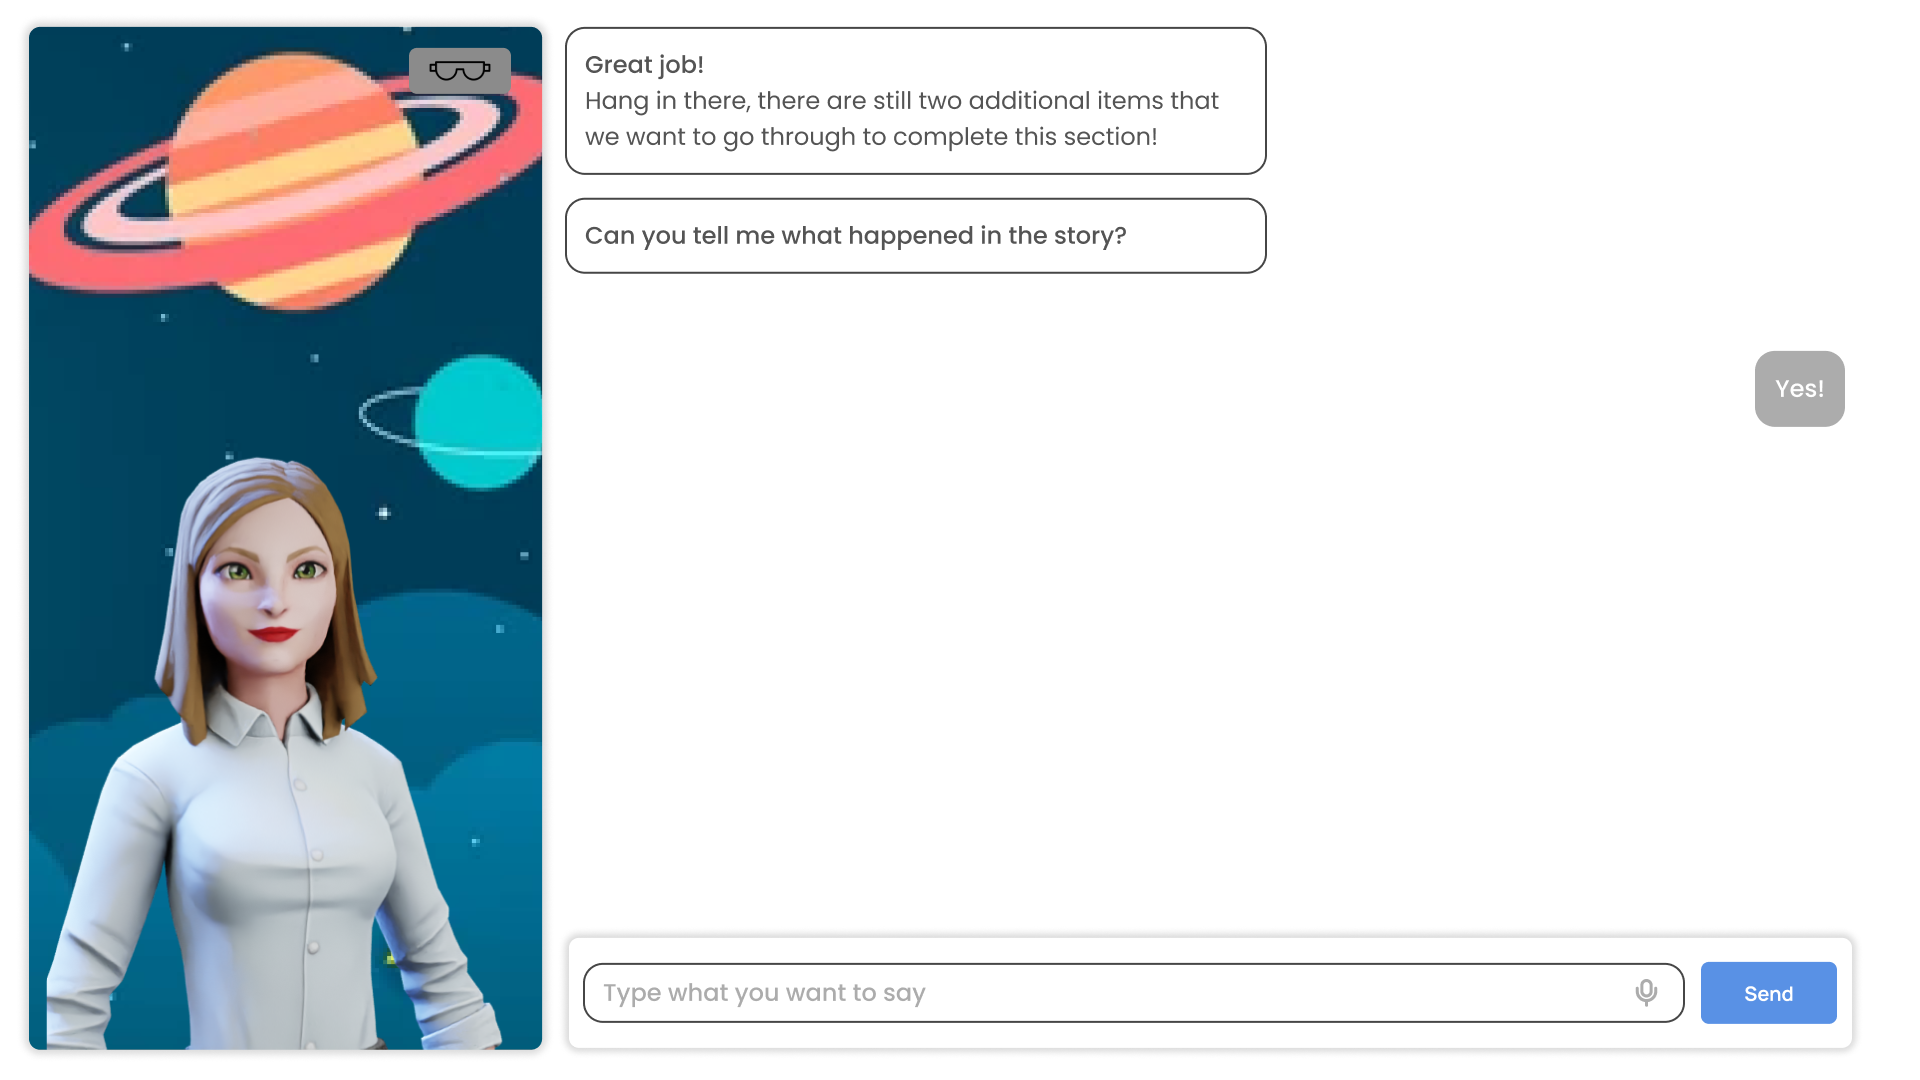 Great job!
Hang in there, there are still two additional items that
we want to go through to complete this section!
Can you tell me what happened in the story?
Yes!
Type what you want to say
Send